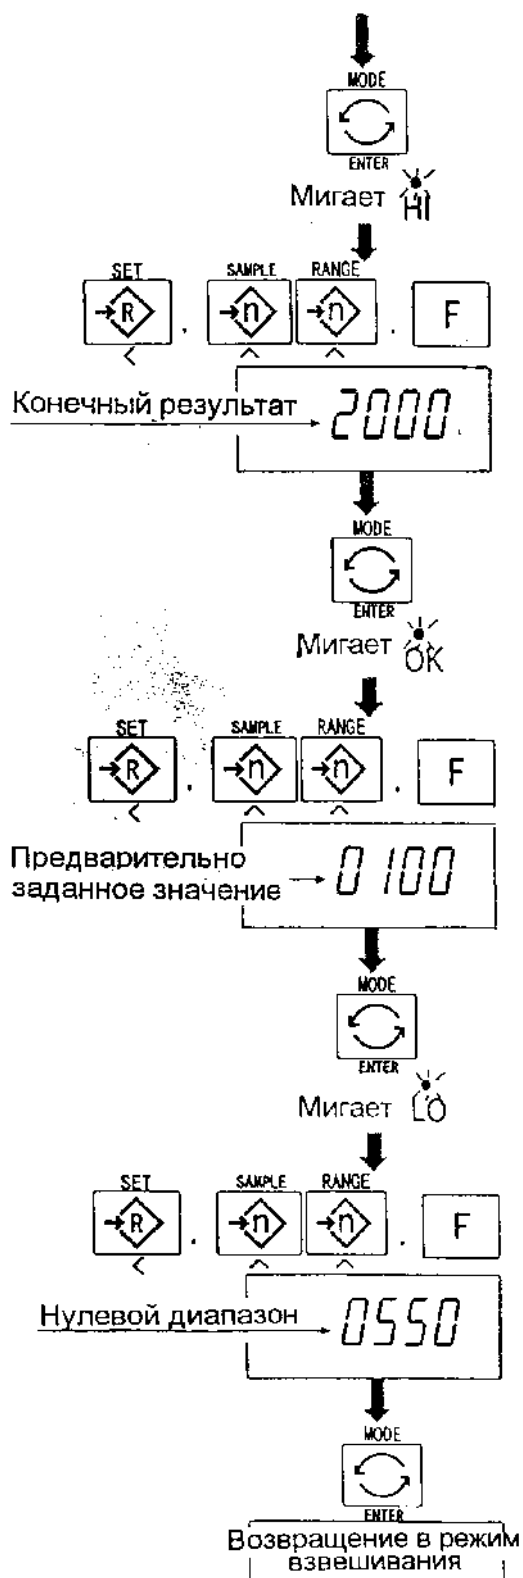 MODE
ENTER
Мигает HI
SET SAMPLE RANGE
R n n F
Конечный результат 2000
MODE
ENTER
Мигает OK
SET SAMPLE RANGE
R n n F
Предварительно
заданное значение 0100
MODE
ENTER
Мигает LO
SET SAMPLE RANGE
R n n F
Нулевой диапазон 0550
MODE
ENTER
Возвращение в режим
взвешивания